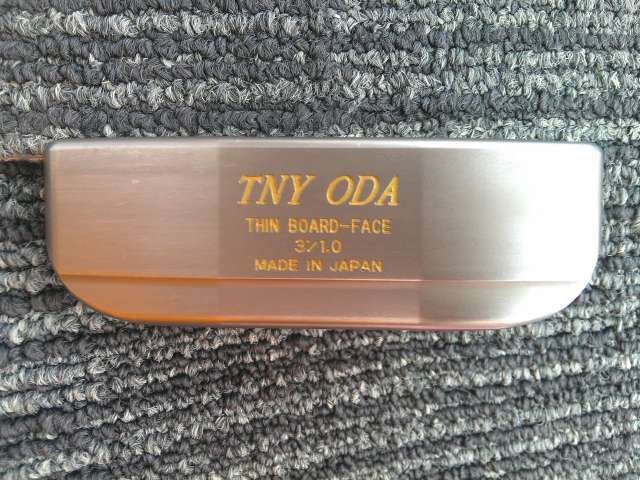 TNY ODA
THIN BOARD-FACE
3°/1.0
MADE IN JAPAN